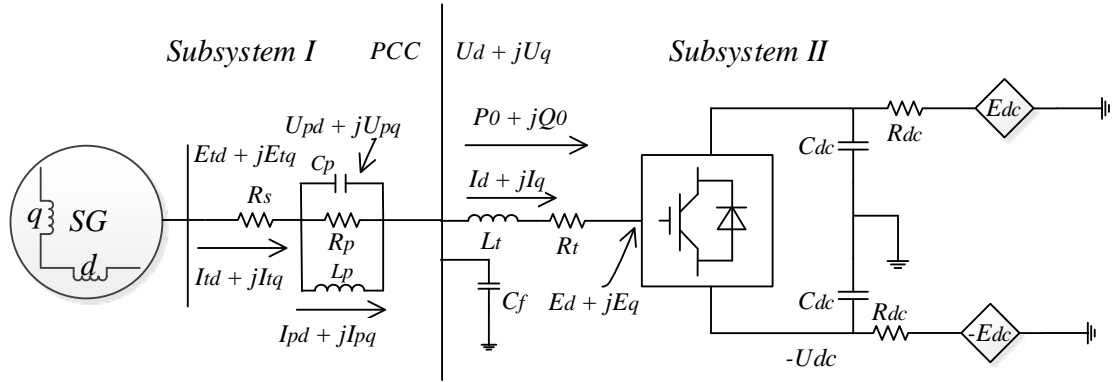 Subsystem I
PCC
Ud + jUq
Subsystem II
Upd + jUpq
P0 + jQ0
Etd + jEtq
Cp
Id + jIq
Cdc
Rdc
Edc
q
SG
d
Rs
Rp
Lp
Lt
Rt
Itd + jItq
Ipd + jIpq
Cf
Ed + jEq
Cdc
Rdc
-Edc
-Udc